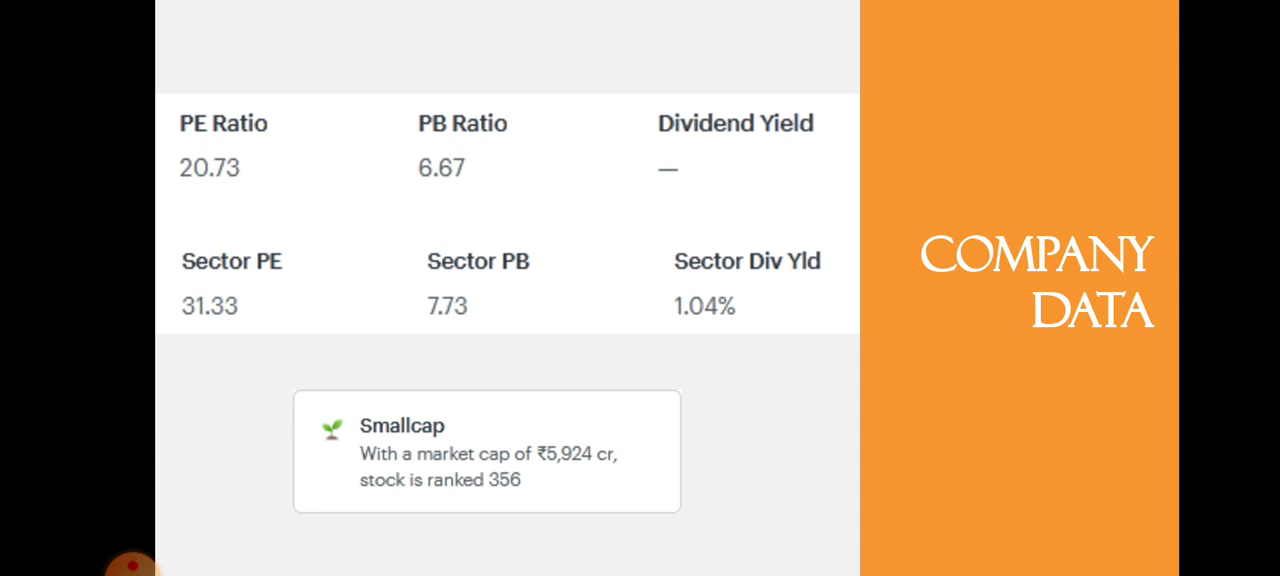 PE Ratio PB Ratio Dividend Yield
20.73 6.67 —
Sector PE Sector PB Sector Div Yld
31.33 7.73 1.04%
Smallcap
With a market cap of ₹5,924 cr,
stock is ranked 356
COMPANY
DATA